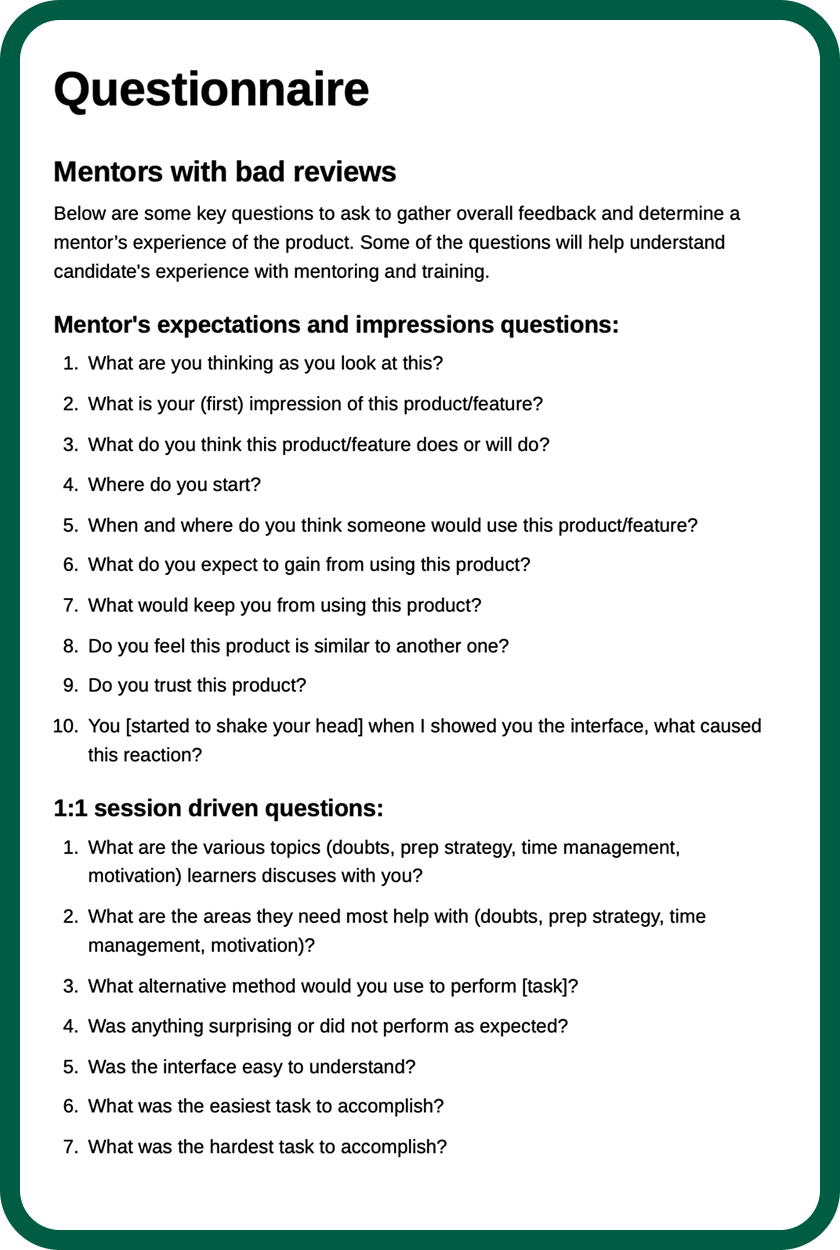 Questionnaire
Mentors with bad reviews
Below are some key questions to ask to gather overall feedback and determine a
mentor’s experience of the product. Some of the questions will help understand
candidate's experience with mentoring and training.
Mentor's expectations and impressions questions:
1. What are you thinking as you look at this?
2. What is your (first) impression of this product/feature?
3. What do you think this product/feature does or will do?
4. Where do you start?
5. When and where do you think someone would use this product/feature?
6. What do you expect to gain from using this product?
7. What would keep you from using this product?
8. Do you feel this product is similar to another one?
9. Do you trust this product?
10. You [started to shake your head] when I showed you the interface, what caused
this reaction?
1:1 session driven questions:
1. What are the various topics (doubts, prep strategy, time management,
motivation) learners discuses with you?
2. What are the areas they need most help with (doubts, prep strategy, time
management, motivation)?
3. What alternative method would you use to perform [task]?
4. Was anything surprising or did not perform as expected?
5. Was the interface easy to understand?
6. What was the easiest task to accomplish?
7. What was the hardest task to accomplish?